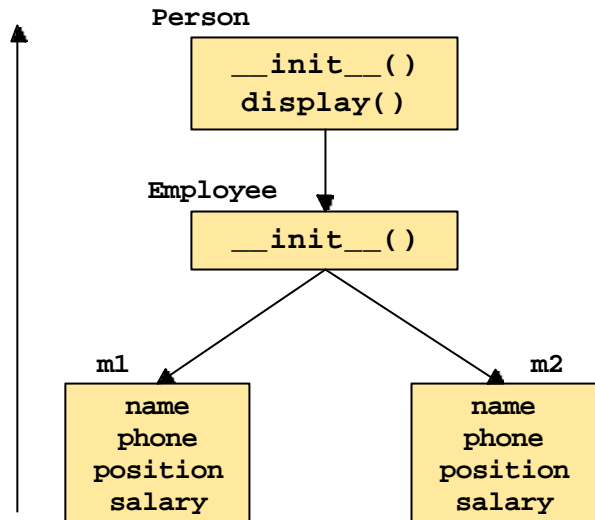 Person
__init__()
display()
Employee
__init__()
m1
name
phone
position
salary
m2
name
phone
position
salary